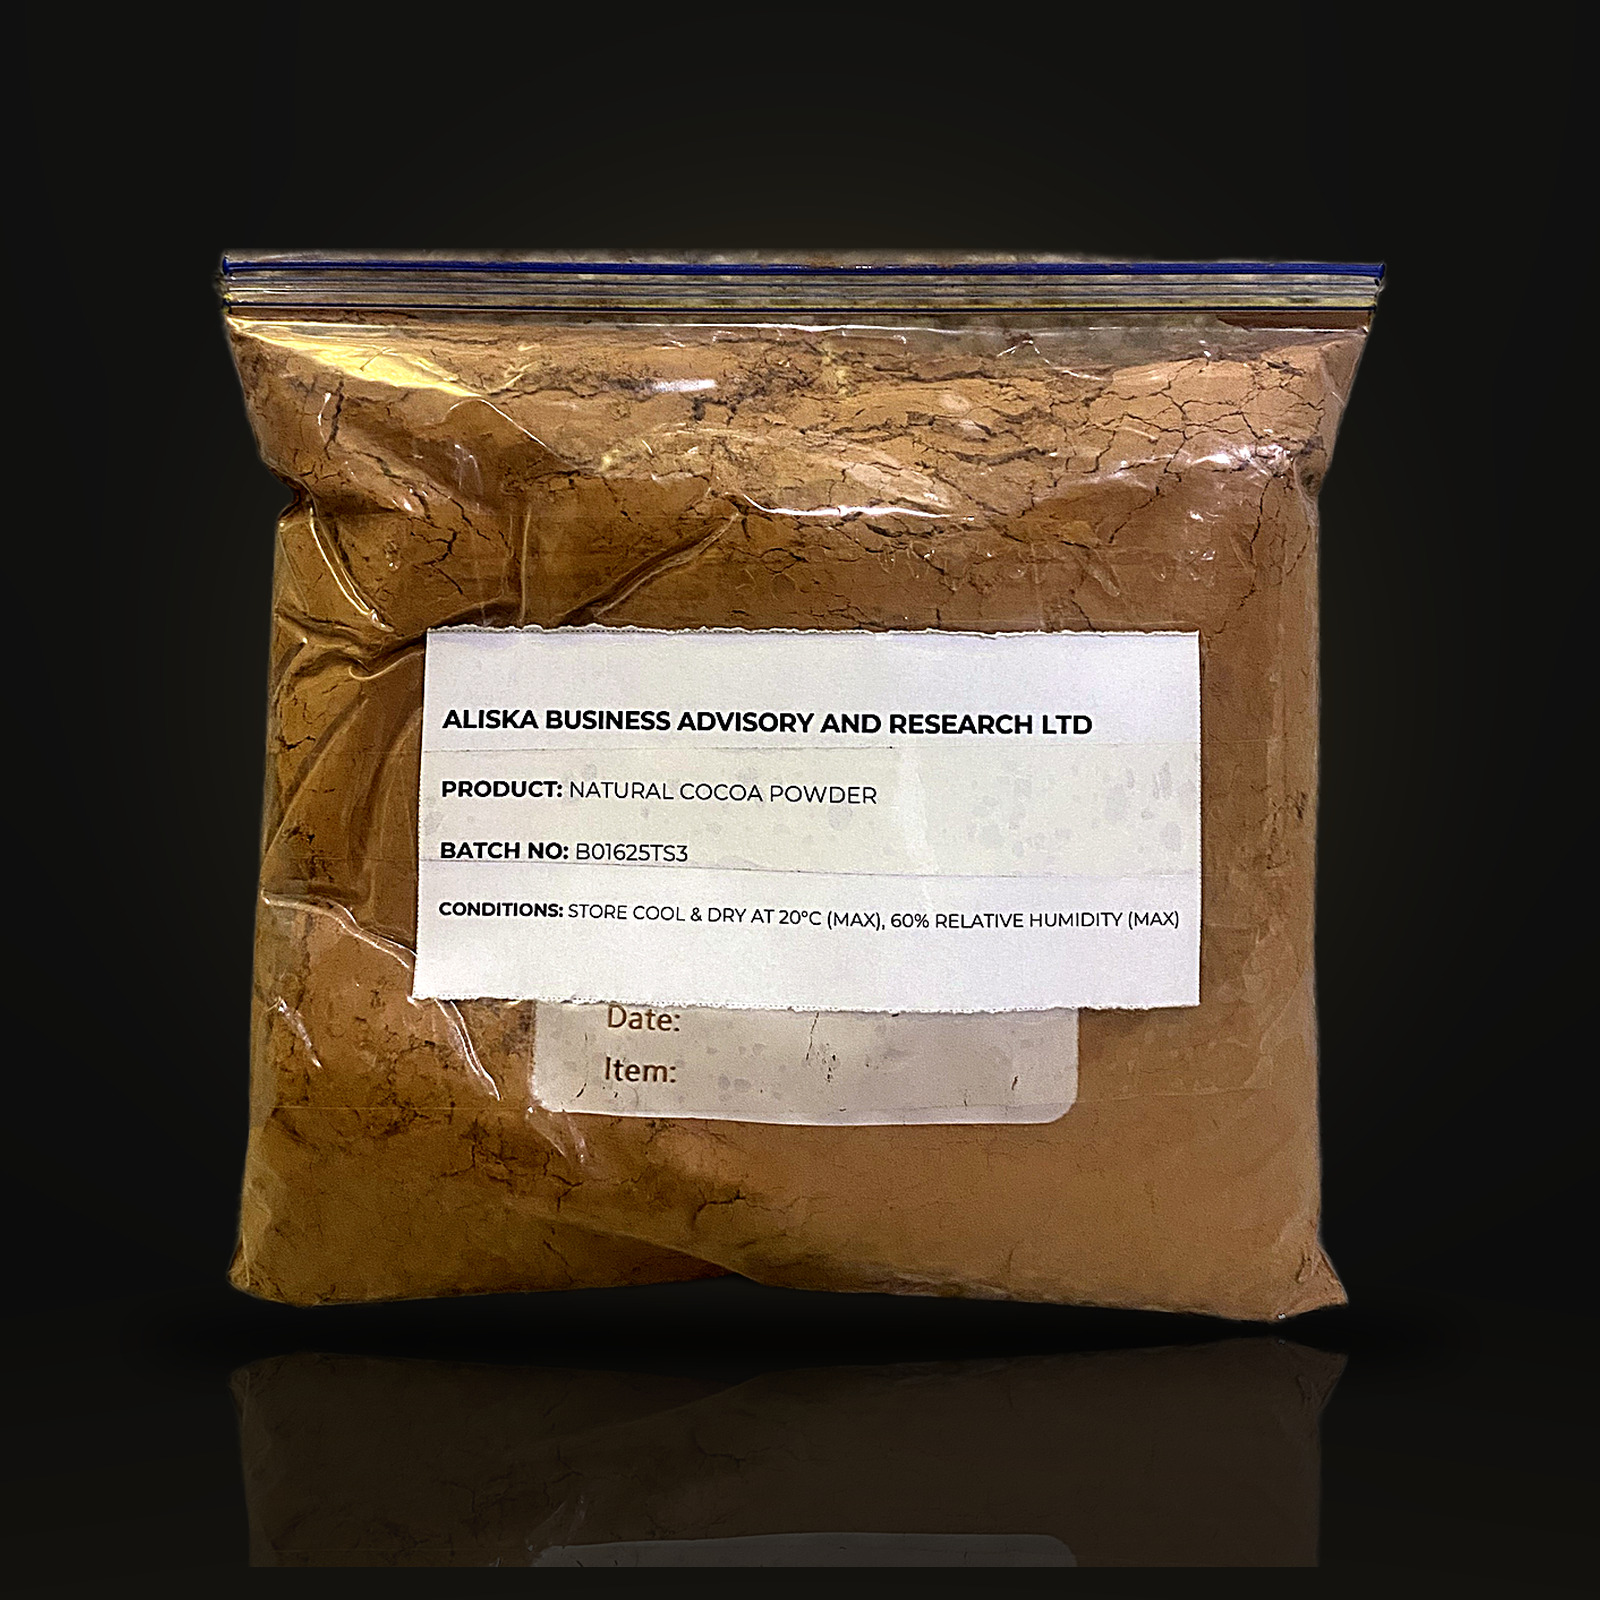 ALISKA BUSINESS ADVISORY AND RESEARCH LTD
PRODUCT: NATURAL COCOA POWDER
BATCH NO: B01625TS3
CONDITIONS: STORE COOL & DRY AT 20°C (MAX), 60% RELATIVE HUMIDITY (MAX)
Date:
Item: